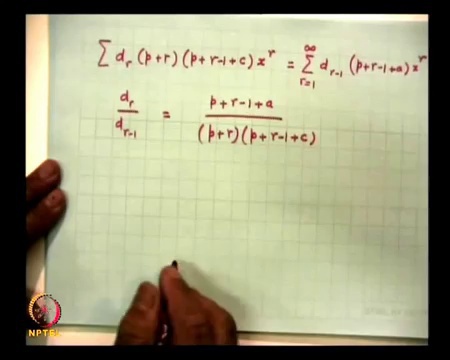 ∑ d_r (p+r) (p+r-1+c) x^r = ∑_{r=1}^{∞} d_{r-1} (p+r-1+a) x^r
d_r / d_{r-1} = (p+r-1+a) / ((p+r)(p+r-1+c))
NPTEL